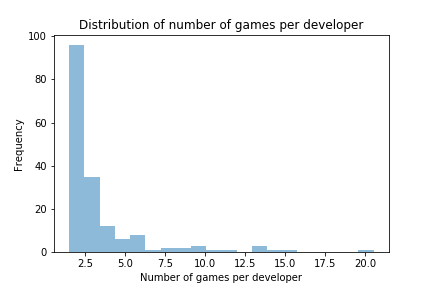 Distribution of number of games per developer
100
80
60
40
20
0
Frequency
2.5 5.0 7.5 10.0 12.5 15.0 17.5 20.0
Number of games per developer